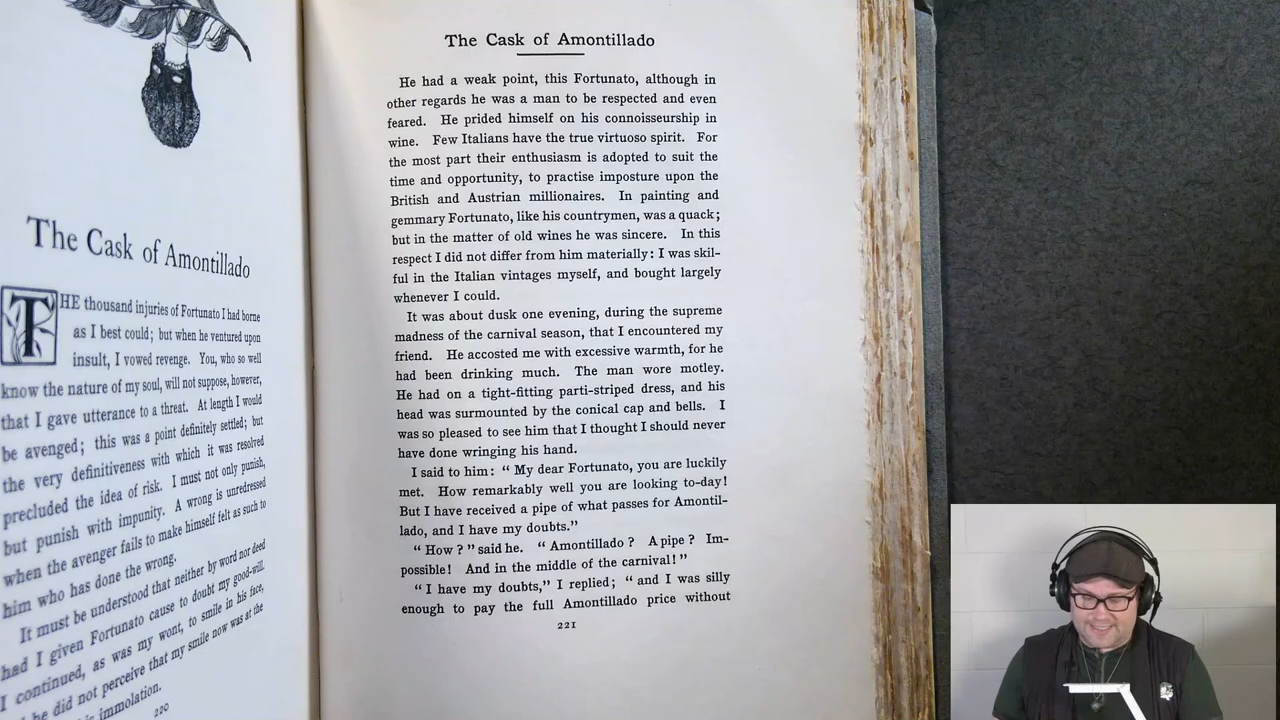 The Cask of Amontillado
THE thousand injuries of Fortunato I had borne
as I best could; but when he ventured upon
insult, I vowed revenge. You, who so well
know the nature of my soul, will not suppose, however,
that I gave utterance to a threat. At length I would
be avenged; this was a point definitely settled; but
the very definitiveness with which it was resolved
precluded the idea of risk. I must not only punish,
but punish with impunity. A wrong is unredressed
when the avenger fails to make himself felt as such to
him who has done the wrong.
It must be understood that neither by word nor deed
had I given Fortunato cause to doubt my good-will.
I continued, as was my wont, to smile in his face,
he did not perceive that my smile now was at the
immolation.
220
The Cask of Amontillado
He had a weak point, this Fortunato, although in
other regards he was a man to be respected and even
feared. He prided himself on his connoisseurship in
wine. Few Italians have the true virtuoso spirit. For
the most part their enthusiasm is adopted to suit the
time and opportunity, to practise imposture upon the
British and Austrian millionaires. In painting and
gemmary Fortunato, like his countrymen, was a quack;
but in the matter of old wines he was sincere. In this
respect I did not differ from him materially: I was skil-
ful in the Italian vintages myself, and bought largely
whenever I could.
It was about dusk one evening, during the supreme
madness of the carnival season, that I encountered my
friend. He accosted me with excessive warmth, for he
had been drinking much. The man wore motley.
He had on a tight-fitting parti-striped dress, and his
head was surmounted by the conical cap and bells. I
was so pleased to see him that I thought I should never
have done wringing his hand.
I said to him: “ My dear Fortunato, you are luckily
met. How remarkably well you are looking to-day!
But I have received a pipe of what passes for Amontil-
lado, and I have my doubts.”
“ How ? ” said he. “ Amontillado ? A pipe ? Im-
possible! And in the middle of the carnival! ”
“ I have my doubts,” I replied; “ and I was silly
enough to pay the full Amontillado price without
221